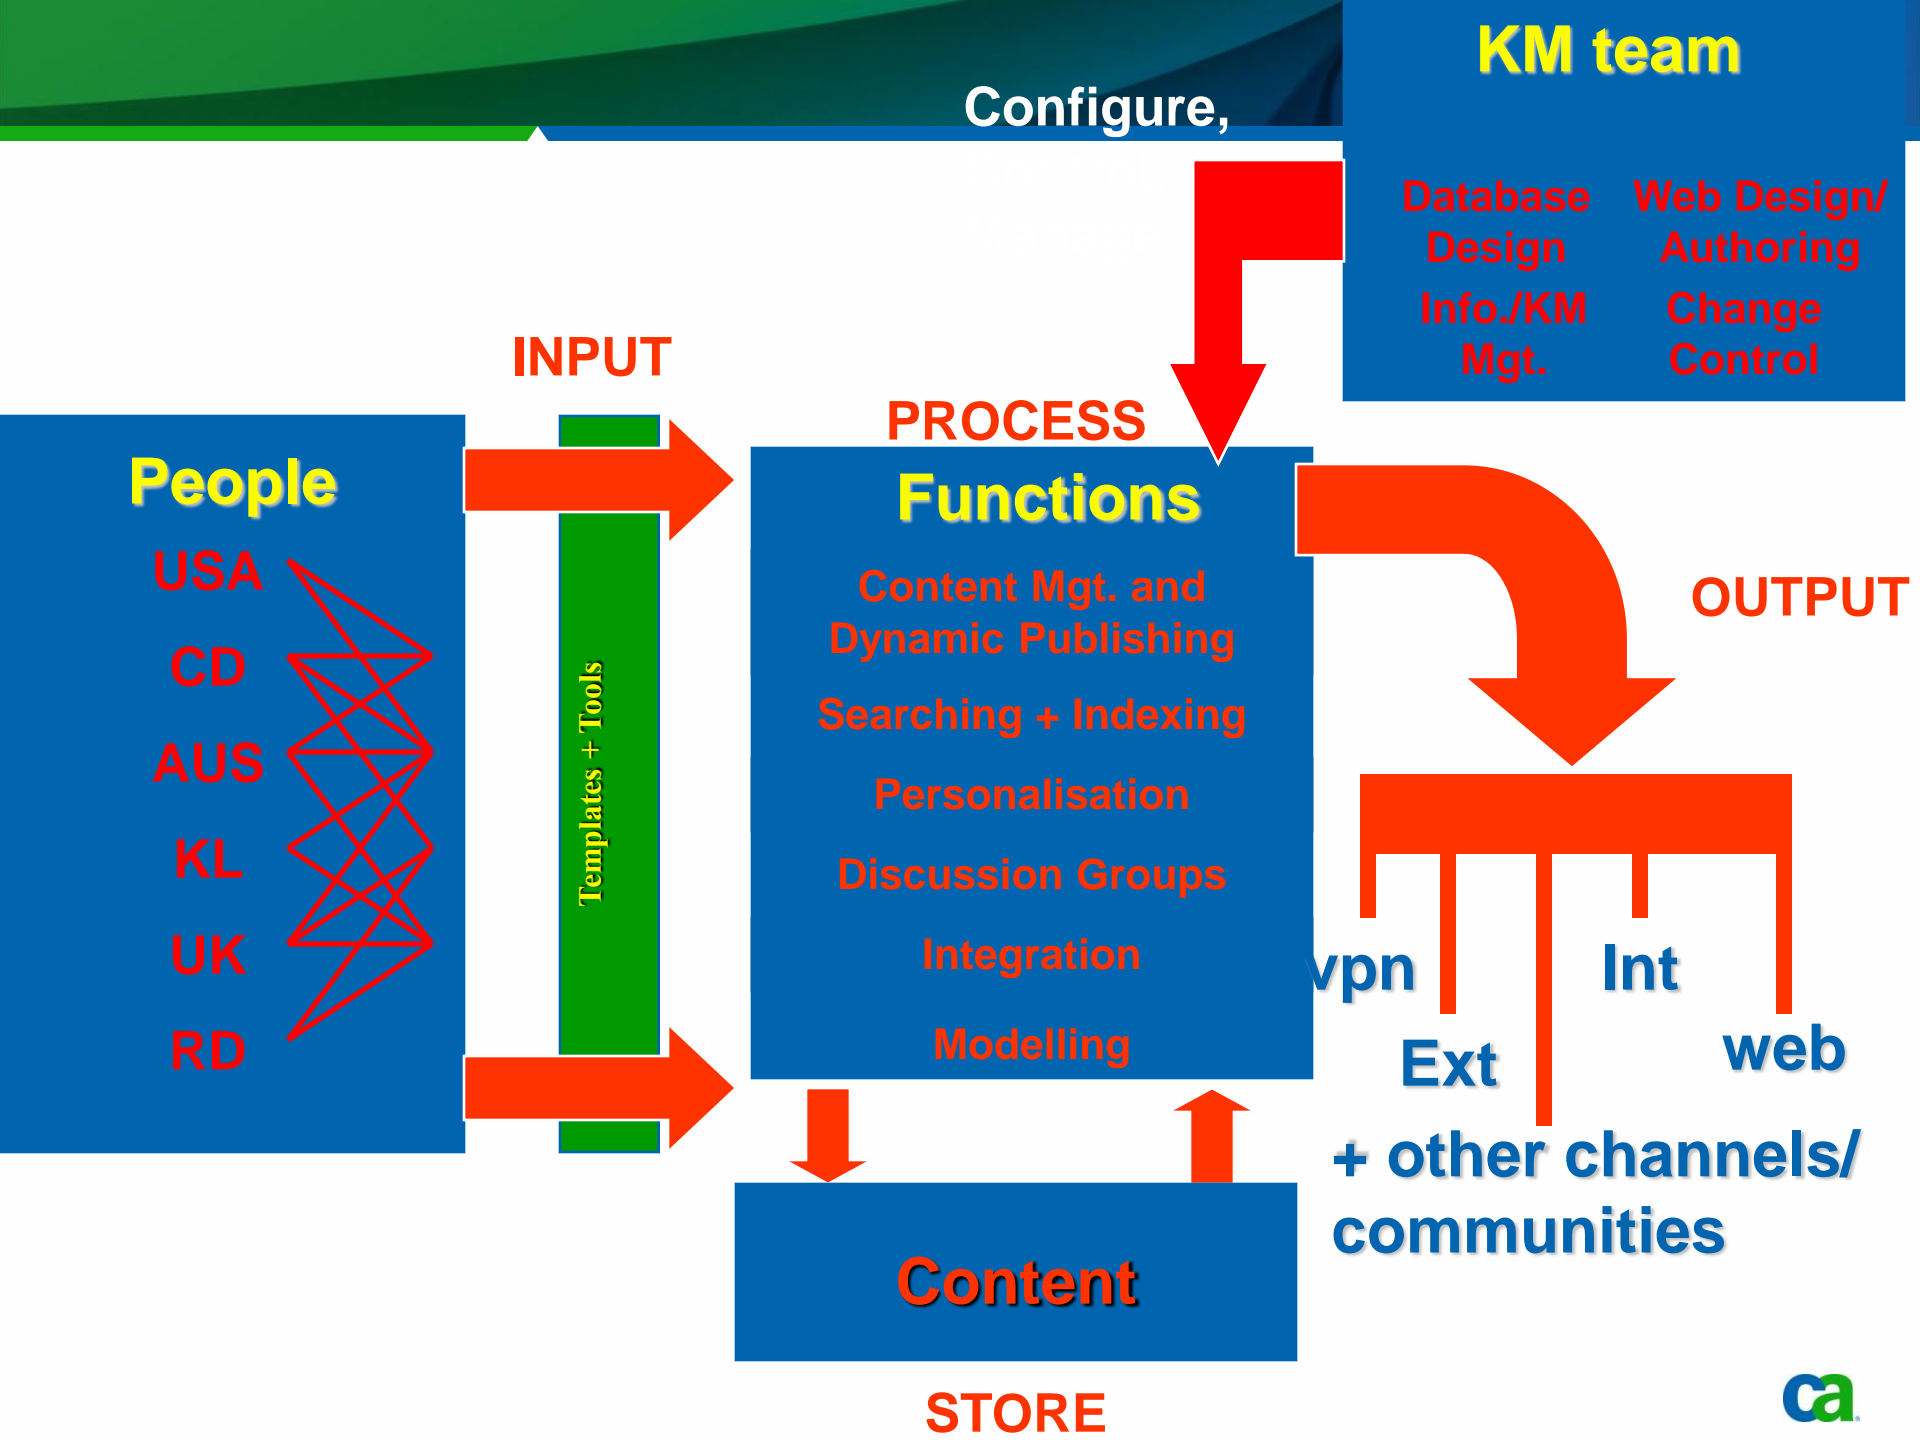 KM team
Configure,
Database
Design
Web Design/
Authoring
Info./KM
Mgt.
Change
Control
INPUT
PROCESS
People
USA
CD
AUS
KL
UK
RD
Templates + Tools
Functions
Content Mgt. and
Dynamic Publishing
Searching + Indexing
Personalisation
Discussion Groups
Integration
Modelling
OUTPUT
vpn
Int
Ext
web
+ other channels/
communities
Content
STORE
ca